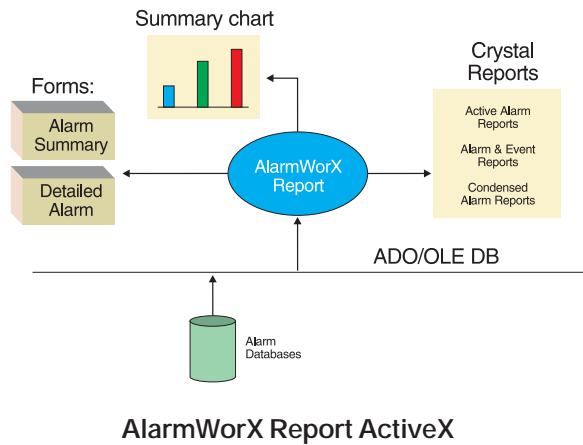 Summary chart
Forms:
Alarm
Summary
Detailed
Alarm
AlarmWorX
Report
Crystal
Reports
Active Alarm
Reports
Alarm & Event
Reports
Condensed
Alarm Reports
ADO/OLE DB
Alarm
Databases
AlarmWorX Report ActiveX